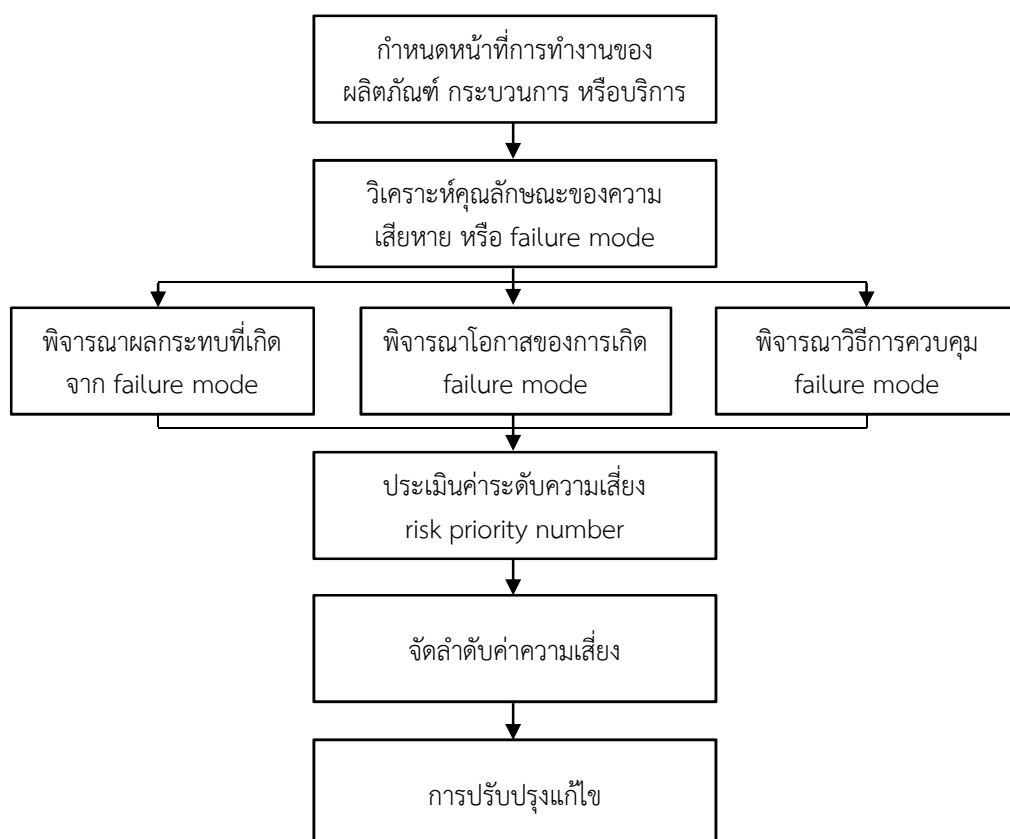 กำหนดหน้าที่การทำงานของ
ผลิตภัณฑ์ กระบวนการ หรือบริการ
วิเคราะห์คุณลักษณะของความ
เสียหาย หรือ failure mode
พิจารณาผลกระทบที่เกิด
จาก failure mode
พิจารณาโอกาสของการเกิด
failure mode
พิจารณาวิธีการควบคุม
failure mode
ประเมินค่าระดับความเสี่ยง
risk priority number
จัดลำดับค่าความเสี่ยง
การปรับปรุงแก้ไข